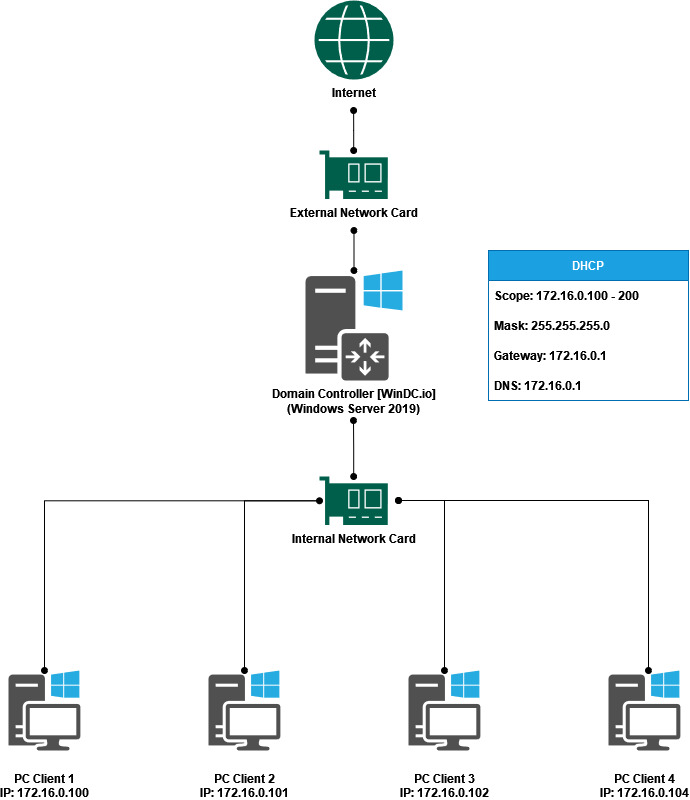 Internet
External Network Card
DHCP
Scope: 172.16.0.100 - 200
Mask: 255.255.255.0
Gateway: 172.16.0.1
DNS: 172.16.0.1
Domain Controller [WinDC.io]
(Windows Server 2019)
Internal Network Card
PC Client 1
IP: 172.16.0.100
PC Client 2
IP: 172.16.0.101
PC Client 3
IP: 172.16.0.102
PC Client 4
IP: 172.16.0.104